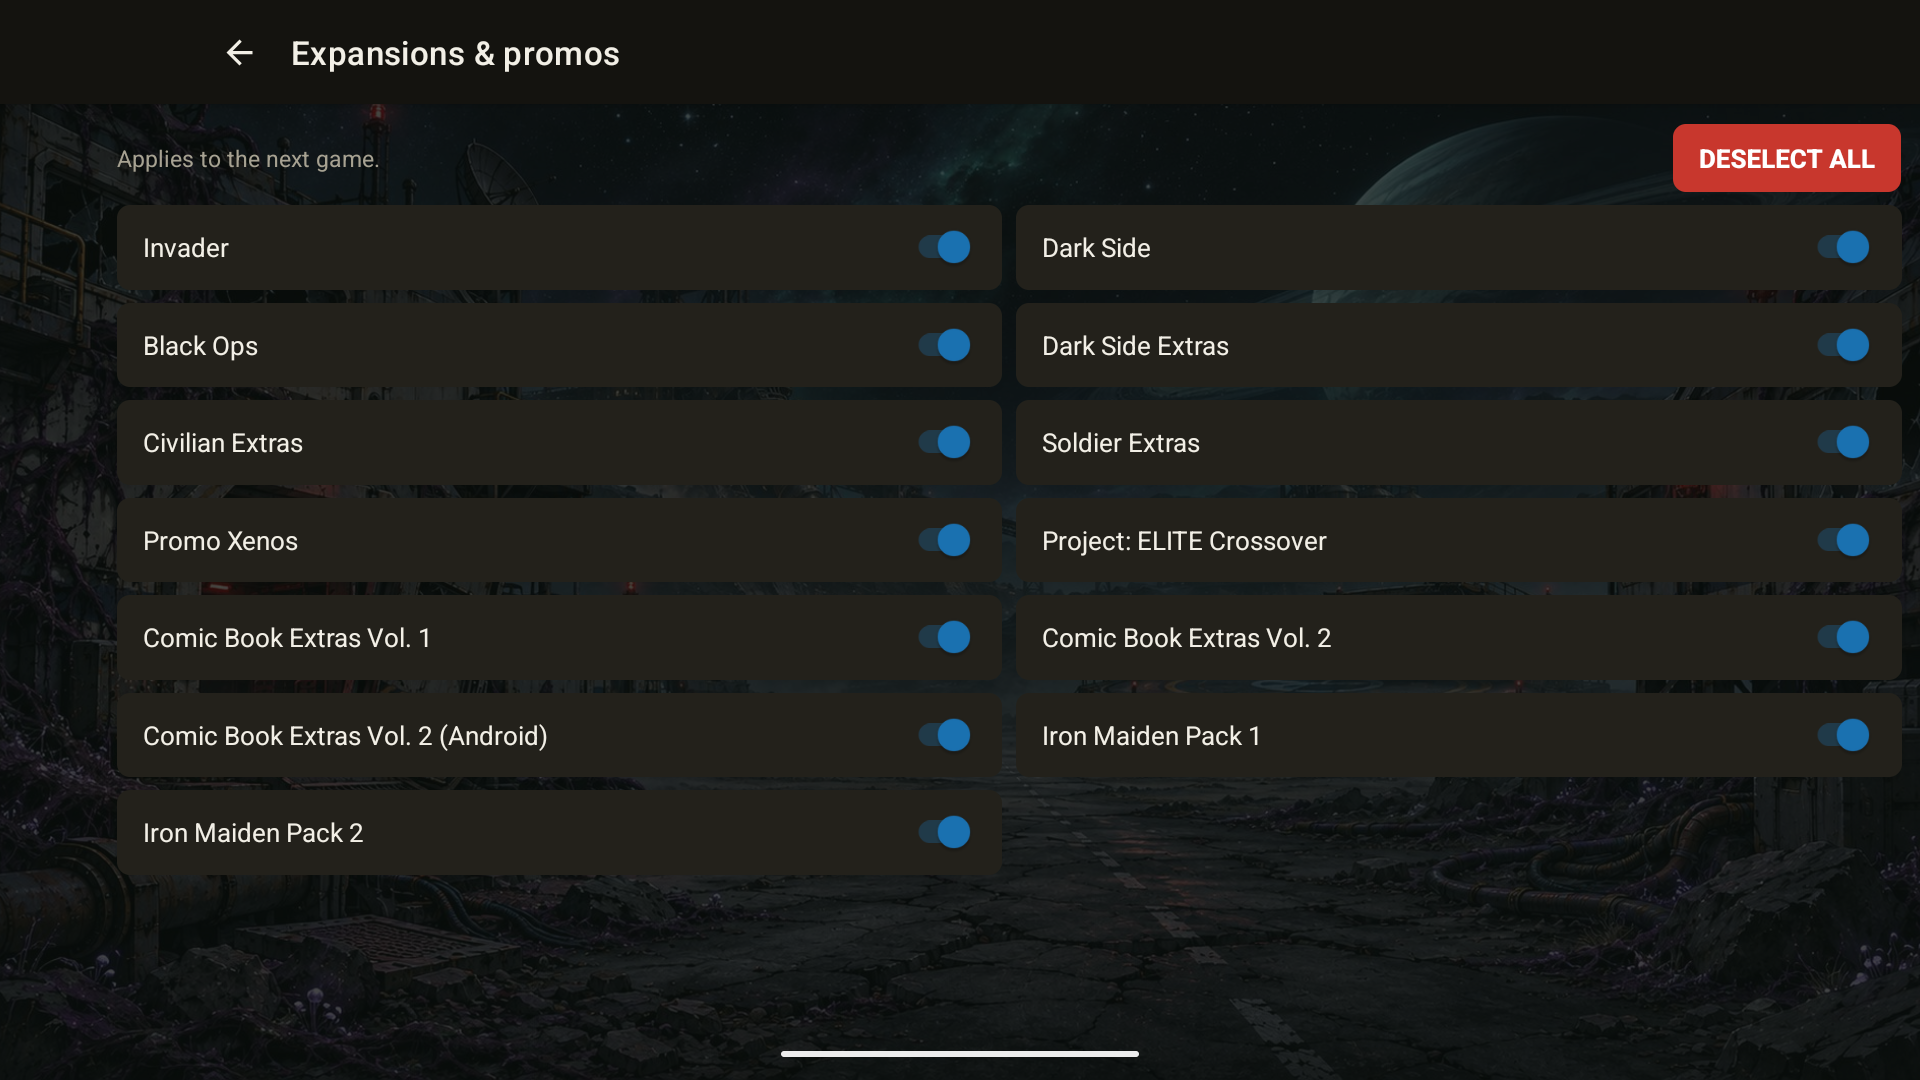 Expansions & promos
Applies to the next game.
DESELECT ALL
Invader
Dark Side
Black Ops
Dark Side Extras
Civilian Extras
Soldier Extras
Promo Xenos
Project: ELITE Crossover
Comic Book Extras Vol. 1
Comic Book Extras Vol. 2
Comic Book Extras Vol. 2 (Android)
Iron Maiden Pack 1
Iron Maiden Pack 2